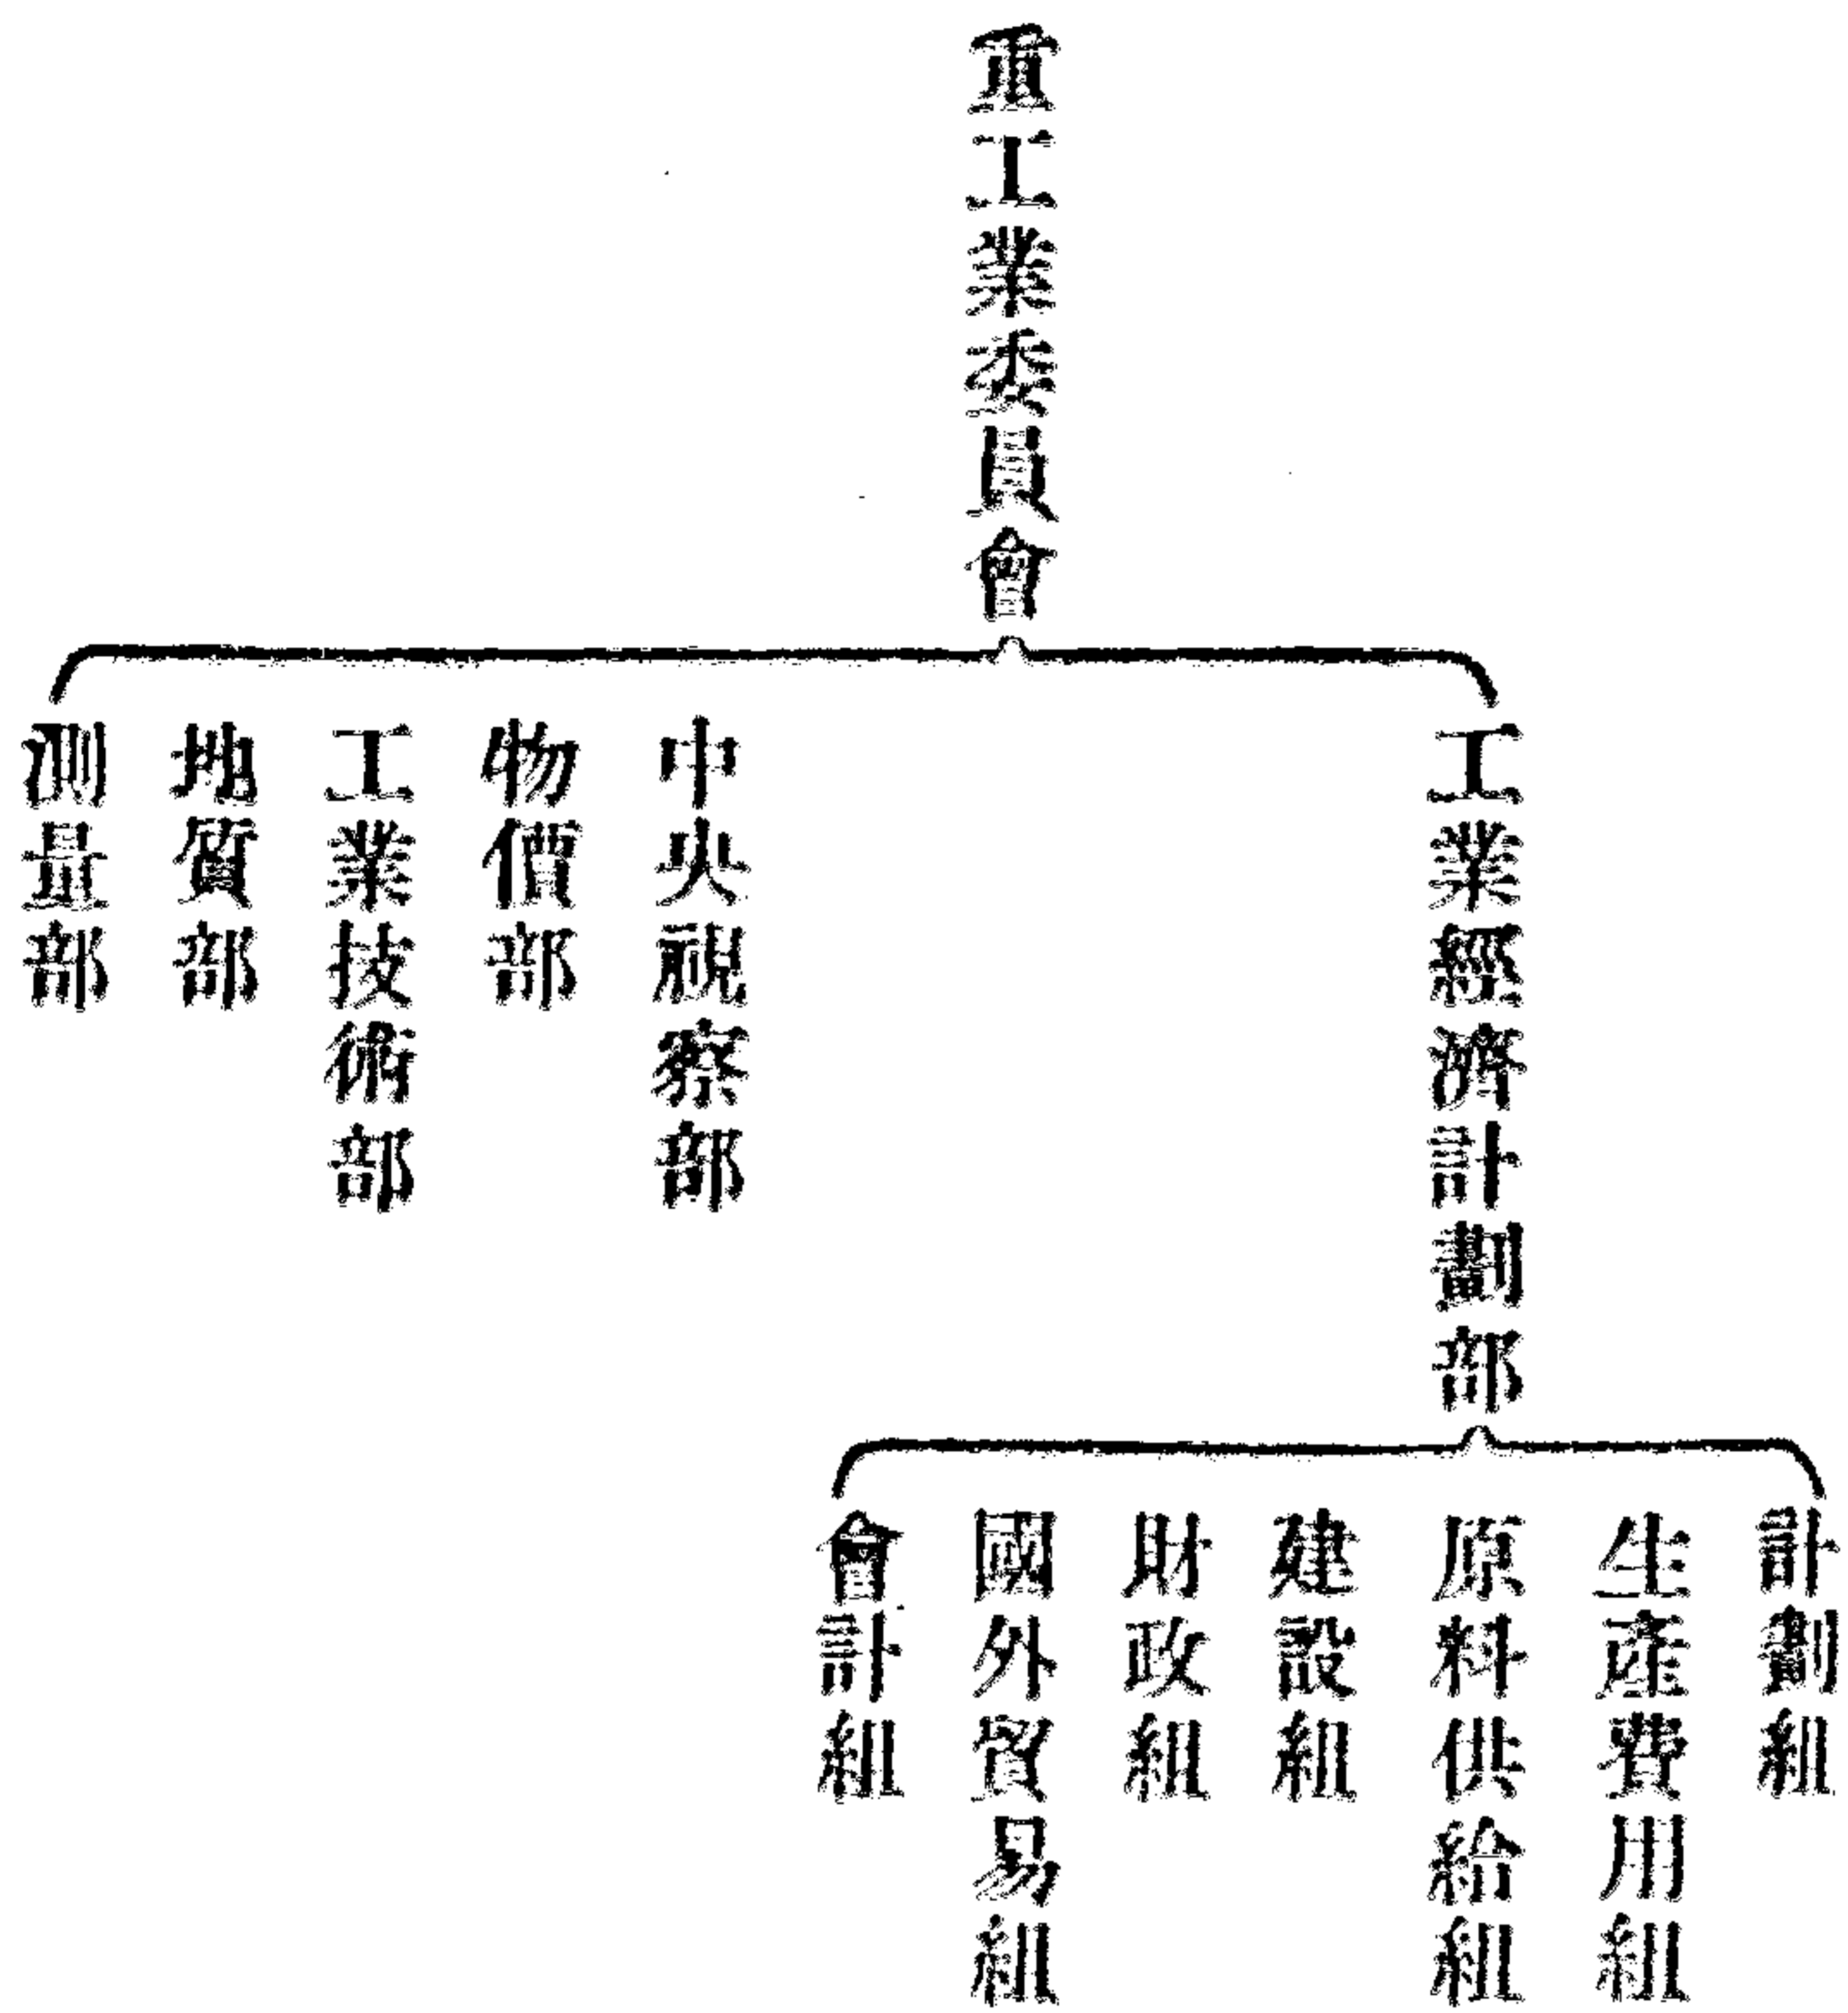 重工業委員會
工業經濟計劃部
中央視察部
物價部
工業技術部
地質部
測量部
計劃組
生產費用組
原料供給組
建設組
財政組
國外貿易組
會計組